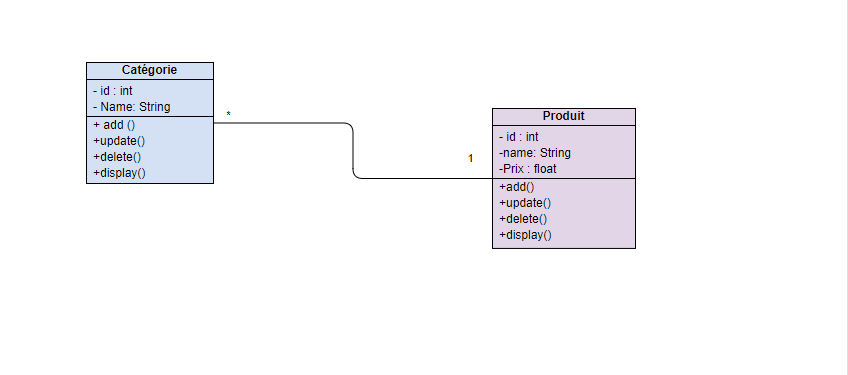 Catégorie
- id : int
- Name: String
+ add ()
+update()
+delete()
+display()
*
1
Produit
- id : int
-name: String
-Prix : float
+add()
+update()
+delete()
+display()